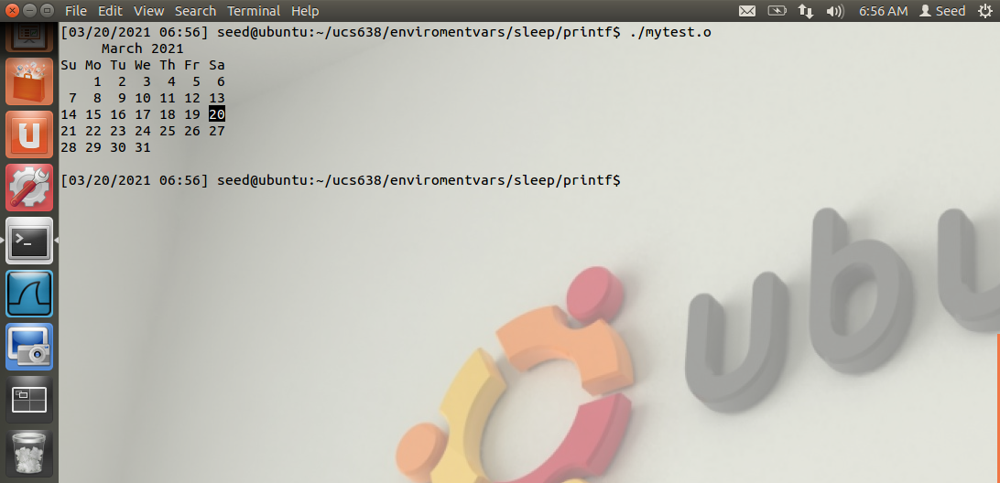 File Edit View Search Terminal Help 6:56 AM Seed
[03/20/2021 06:56] seed@ubuntu:~/ucs638/enviromentvars/sleep/printf$ ./mytest.o
March 2021
Su Mo Tu We Th Fr Sa
1 2 3 4 5 6
7 8 9 10 11 12 13
14 15 16 17 18 19 20
21 22 23 24 25 26 27
28 29 30 31
[03/20/2021 06:56] seed@ubuntu:~/ucs638/enviromentvars/sleep/printf$
>_
ubu